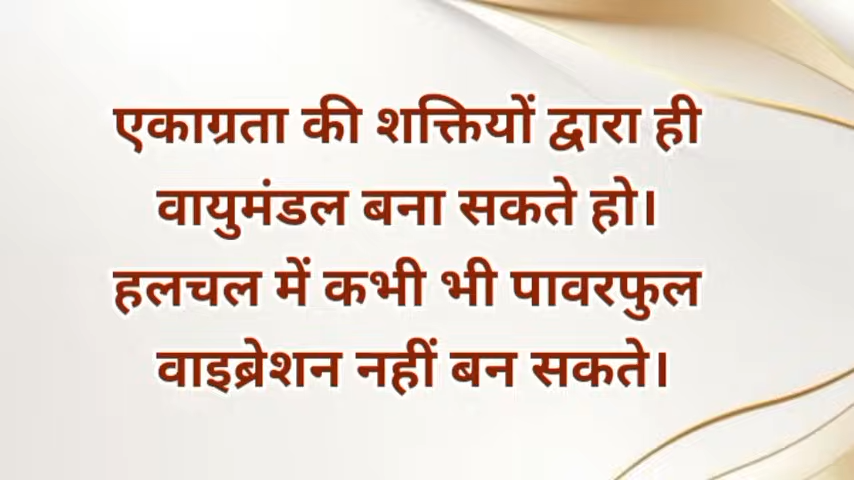 एकाग्रता की शक्तियों द्वारा ही
वायुमंडल बना सकते हो।
हलचल में कभी भी पावरफुल
वाइब्रेशन नहीं बन सकते।